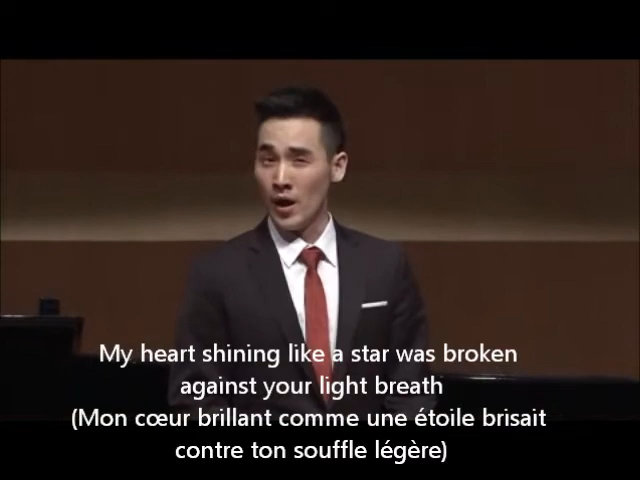 My heart shining like a star was broken
against your light breath
(Mon cœur brillant comme une étoile brisait
contre ton souffle légère)